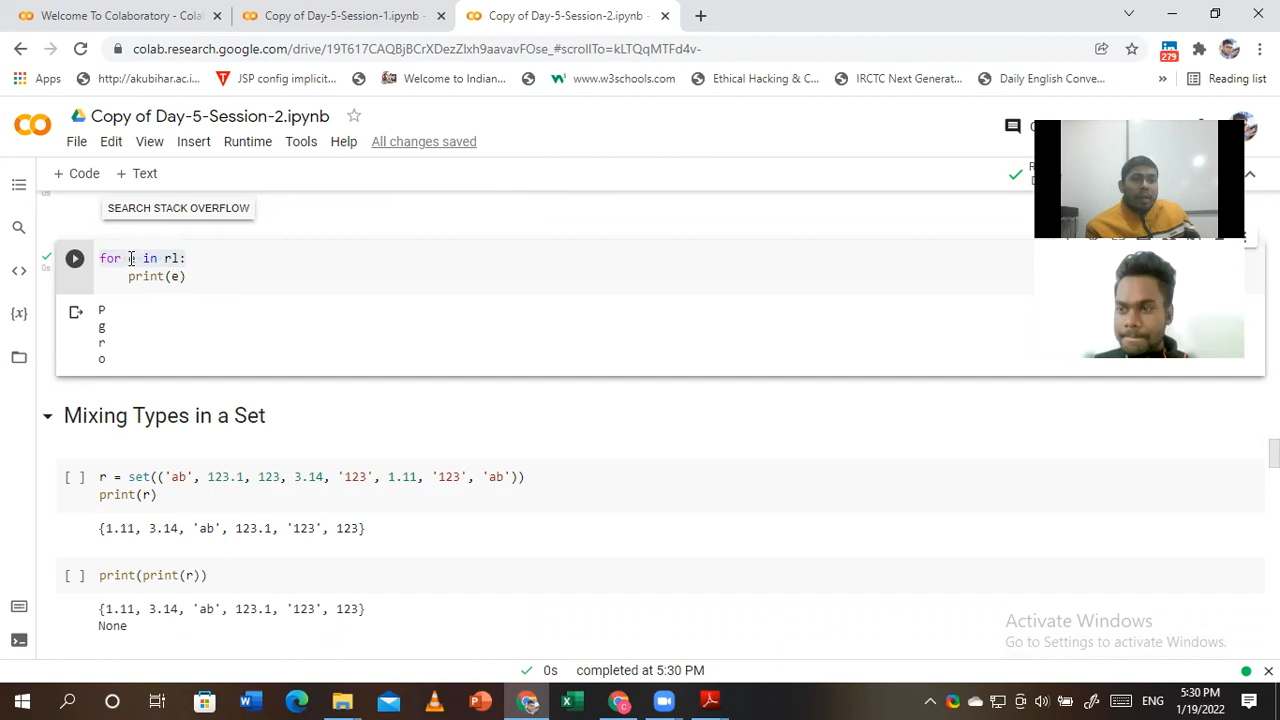 Welcome To Colaboratory - Colal
Copy of Day-5-Session-1.ipynb -
Copy of Day-5-Session-2.ipynb -
colab.research.google.com/drive/19T617CAQBjBCrXDezZlxh9aavavFOse_#scrollTo=kLTQqMTFd4v-
279
Apps
http://akubihar.ac.i...
JSP config implicit...
Welcome to Indian...
www.w3schools.com
Ethical Hacking & C...
IRCTC Next Generat...
Daily English Conve...
»
Reading list
Copy of Day-5-Session-2.ipynb
File Edit View Insert Runtime Tools Help All changes saved
+ Code + Text
0s
SEARCH STACK OVERFLOW
for in rl:
0s
print(e)
P
g
r
o
Mixing Types in a Set
[ ] r = set(('ab', 123.1, 123, 3.14, '123', 1.11, '123', 'ab'))
print(r)
{1.11, 3.14, 'ab', 123.1, '123', 123}
[ ] print(print(r))
{1.11, 3.14, 'ab', 123.1, '123', 123}
None
Activate Windows
Go to Settings to activate Windows.
0s completed at 5:30 PM
ENG
5:30 PM
1/19/2022